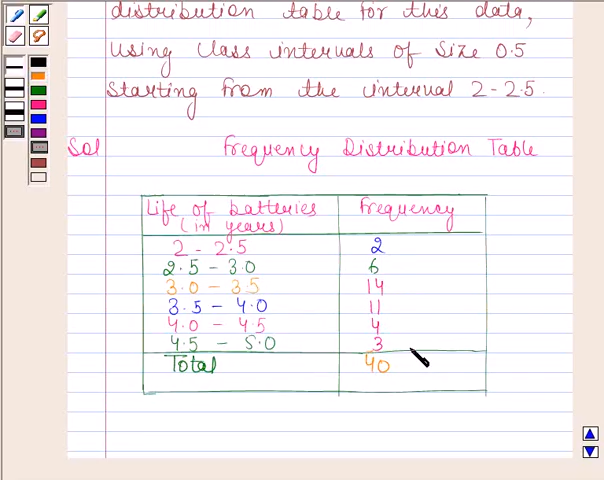 distribution table for this data,
using class intervals of size 0.5
starting from the interval 2 - 2.5.
Sol Frequency Distribution Table
Life of batteries (in years) Frequency
2 - 2.5 2
2.5 - 3.0 6
3.0 - 3.5 14
3.5 - 4.0 11
4.0 - 4.5 4
4.5 - 5.0 3
Total 40